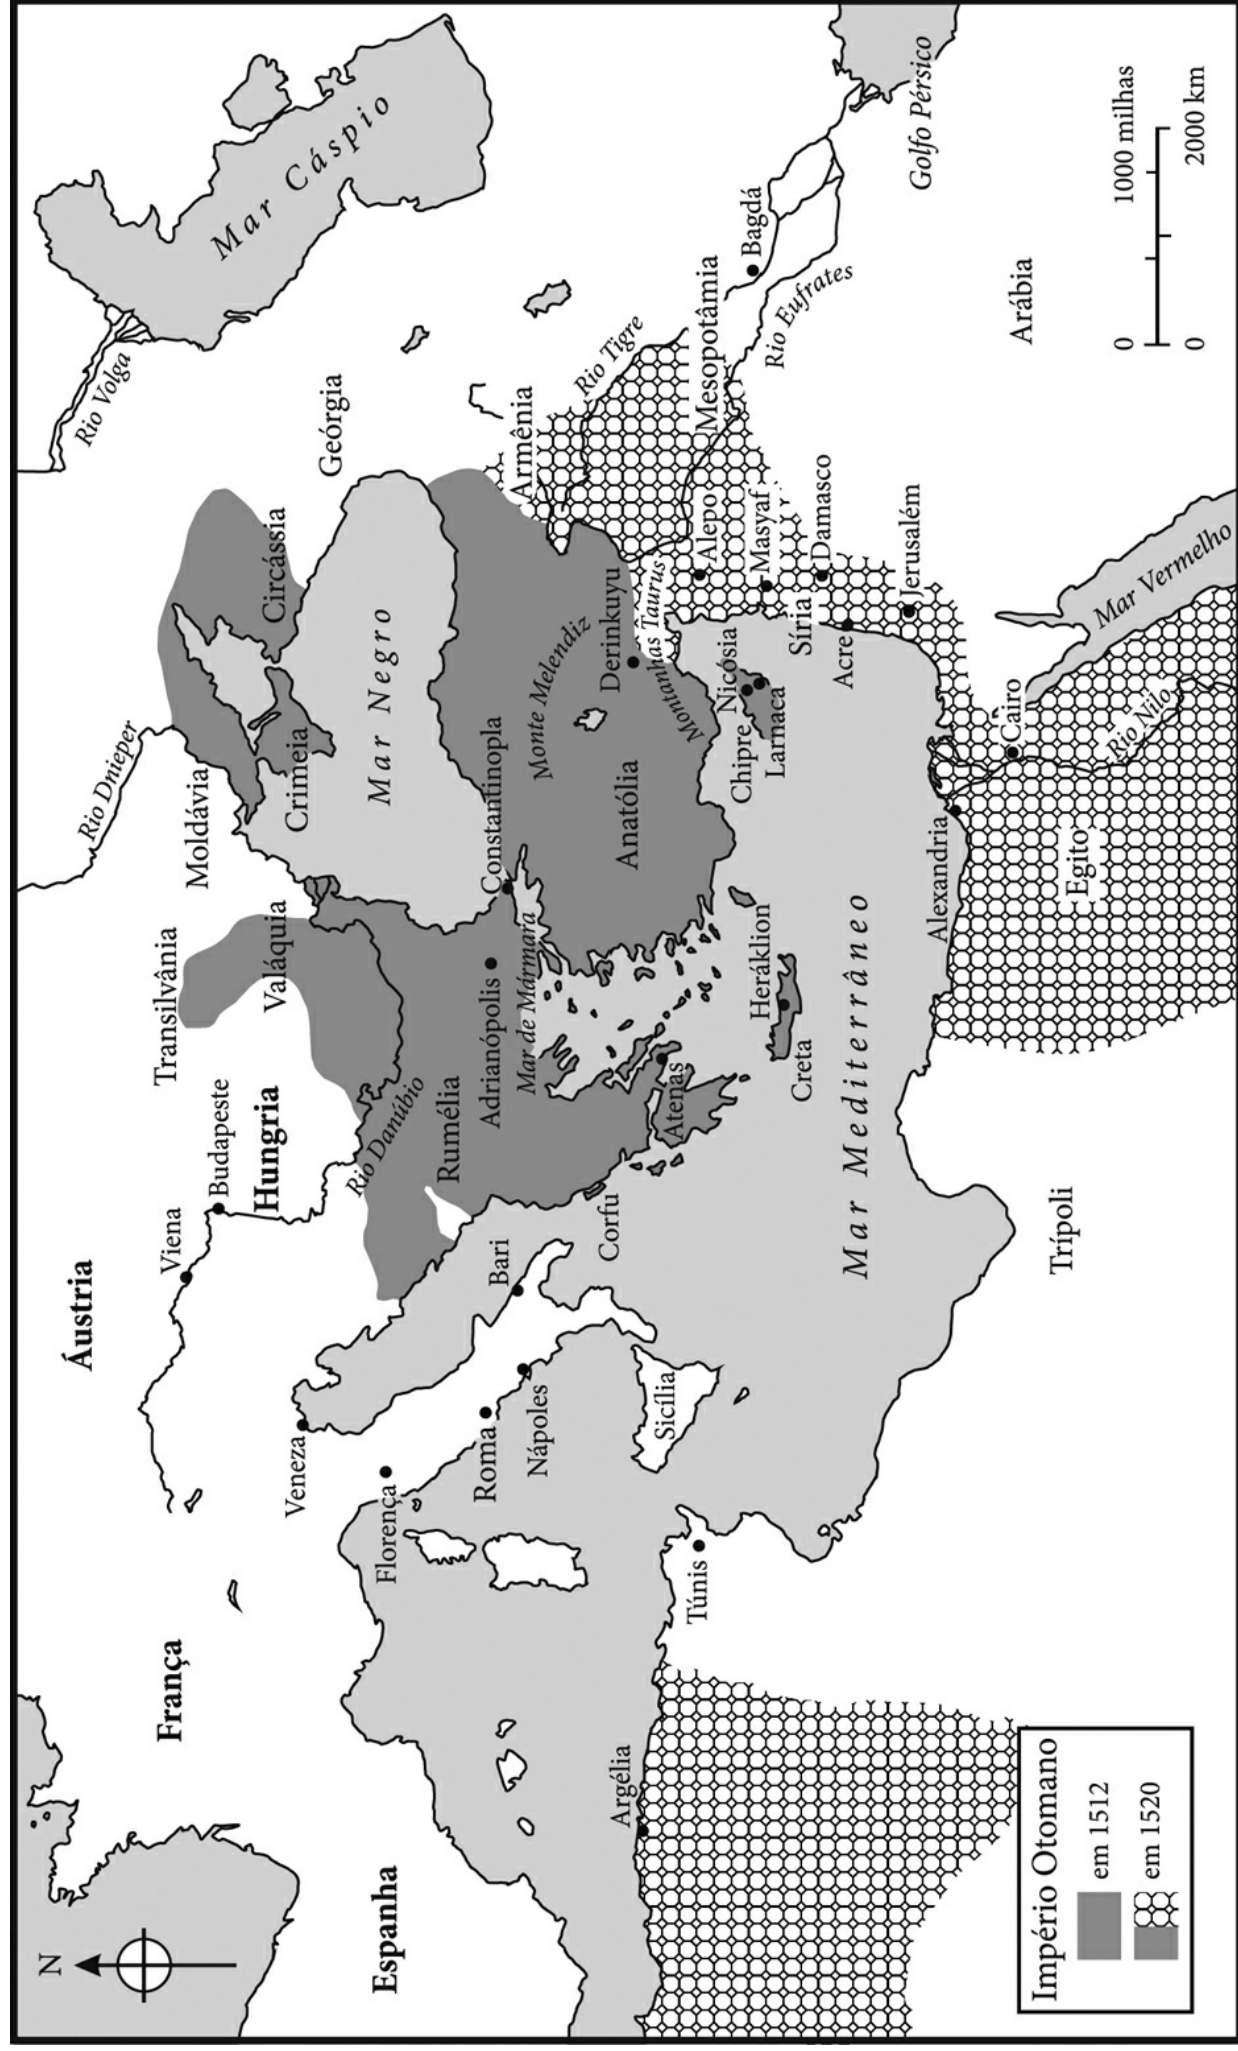 N
França
Espanha
Áustria
Viena
Budapeste
Hungria
Transilvânia
Valáquia
Moldávia
Crimeia
Circássia
Geórgia
Rio Dnieper
Rio Volga
Mar Cáspio
Mar Negro
Veneza
Florença
Roma
Nápoles
Bari
Sicília
Corfu
Rio Danúbio
Rumélia
Adrianópolis
Mar de Mármara
Constantinopla
Atenas
Anatólia
Monte Melendiz
Derinkuyu
Montanhas Taurus
Armênia
Rio Tigre
Mesopotâmia
Bagdá
Rio Eufrates
Golfo Pérsico
Alepo
Masyaf
Damasco
Síria
Acre
Jerusalém
Nicósia
Chipre
Larnaca
Heráklion
Creta
Mar Mediterrâneo
Argélia
Túnis
Trípoli
Alexandria
Cairo
Egito
Rio Nilo
Mar Vermelho
Arábia
Império Otomano
em 1512
em 1520
0 1000 milhas
0 2000 km